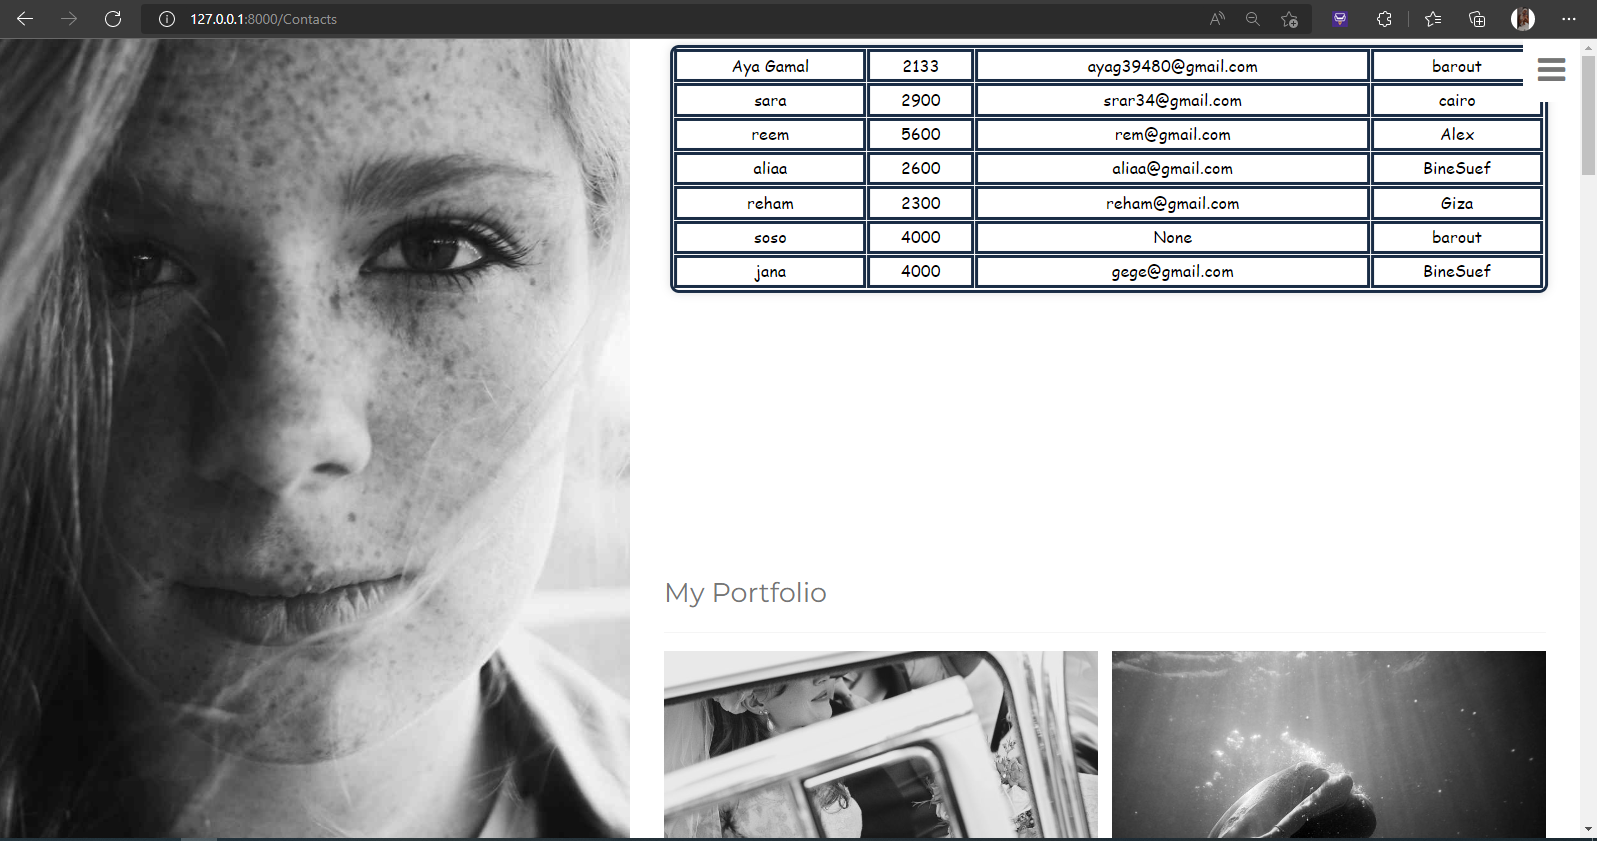 127.0.0.1:8000/Contacts
Aya Gamal 2133 ayag39480@gmail.com barout
sara 2900 srar34@gmail.com cairo
reem 5600 rem@gmail.com Alex
aliaa 2600 aliaa@gmail.com BineSuef
reham 2300 reham@gmail.com Giza
soso 4000 None barout
jana 4000 gege@gmail.com BineSuef
My Portfolio